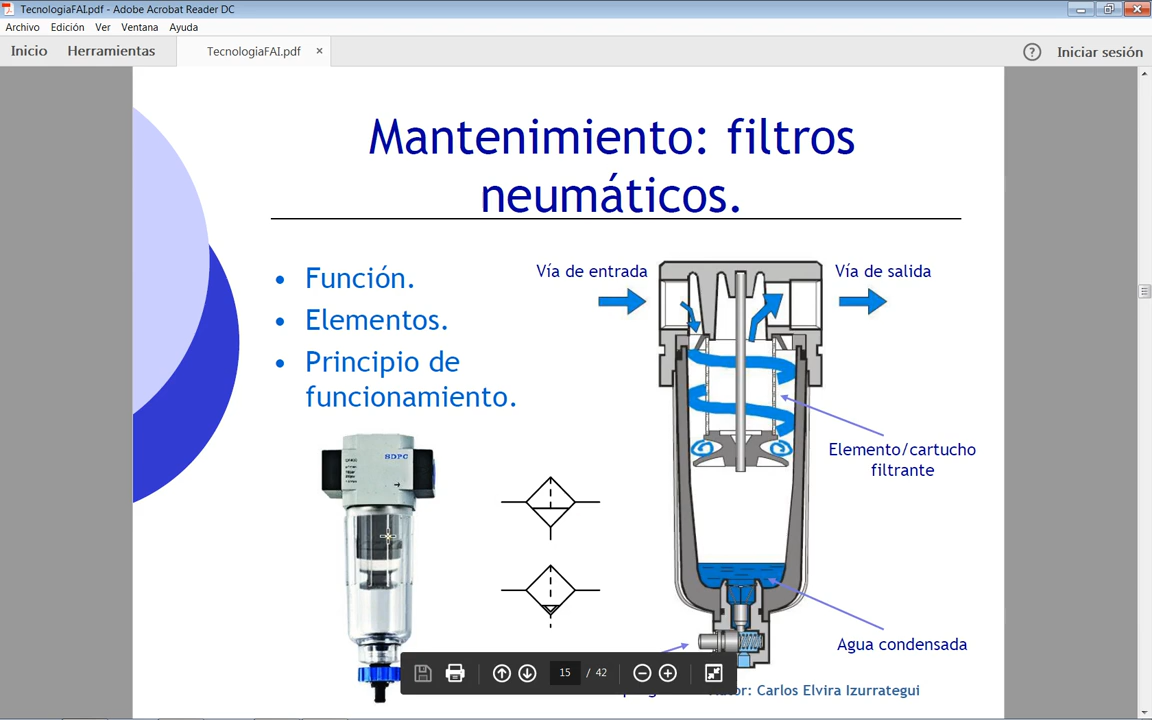 TecnologiaFAI.pdf - Adobe Acrobat Reader DC
Archivo Edición Ver Ventana Ayuda
Inicio Herramientas TecnologiaFAI.pdf × ? Iniciar sesión
Mantenimiento: filtros
neumáticos.
• Función.
• Elementos.
• Principio de
funcionamiento.
Vía de entrada
Vía de salida
Elemento/cartucho
filtrante
SDPC
Agua condensada
15 / 42
Autor: Carlos Elvira Izurrategui